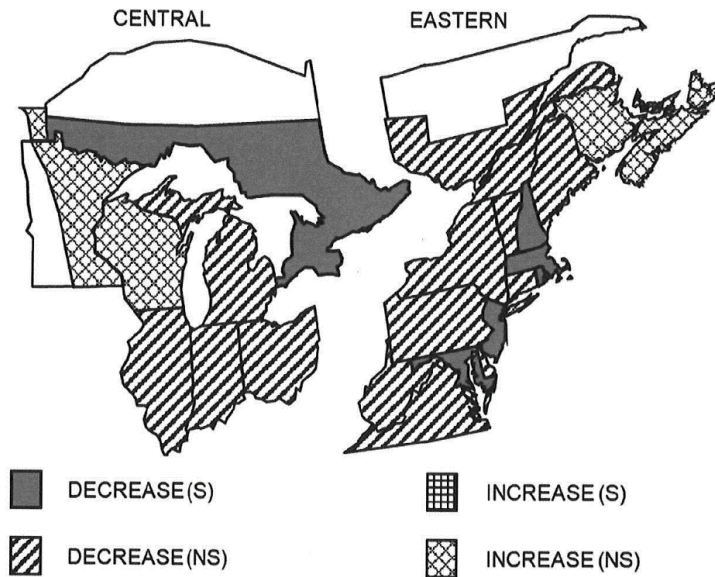 CENTRAL EASTERN
DECREASE (S) INCREASE (S)
DECREASE (NS) INCREASE (NS)